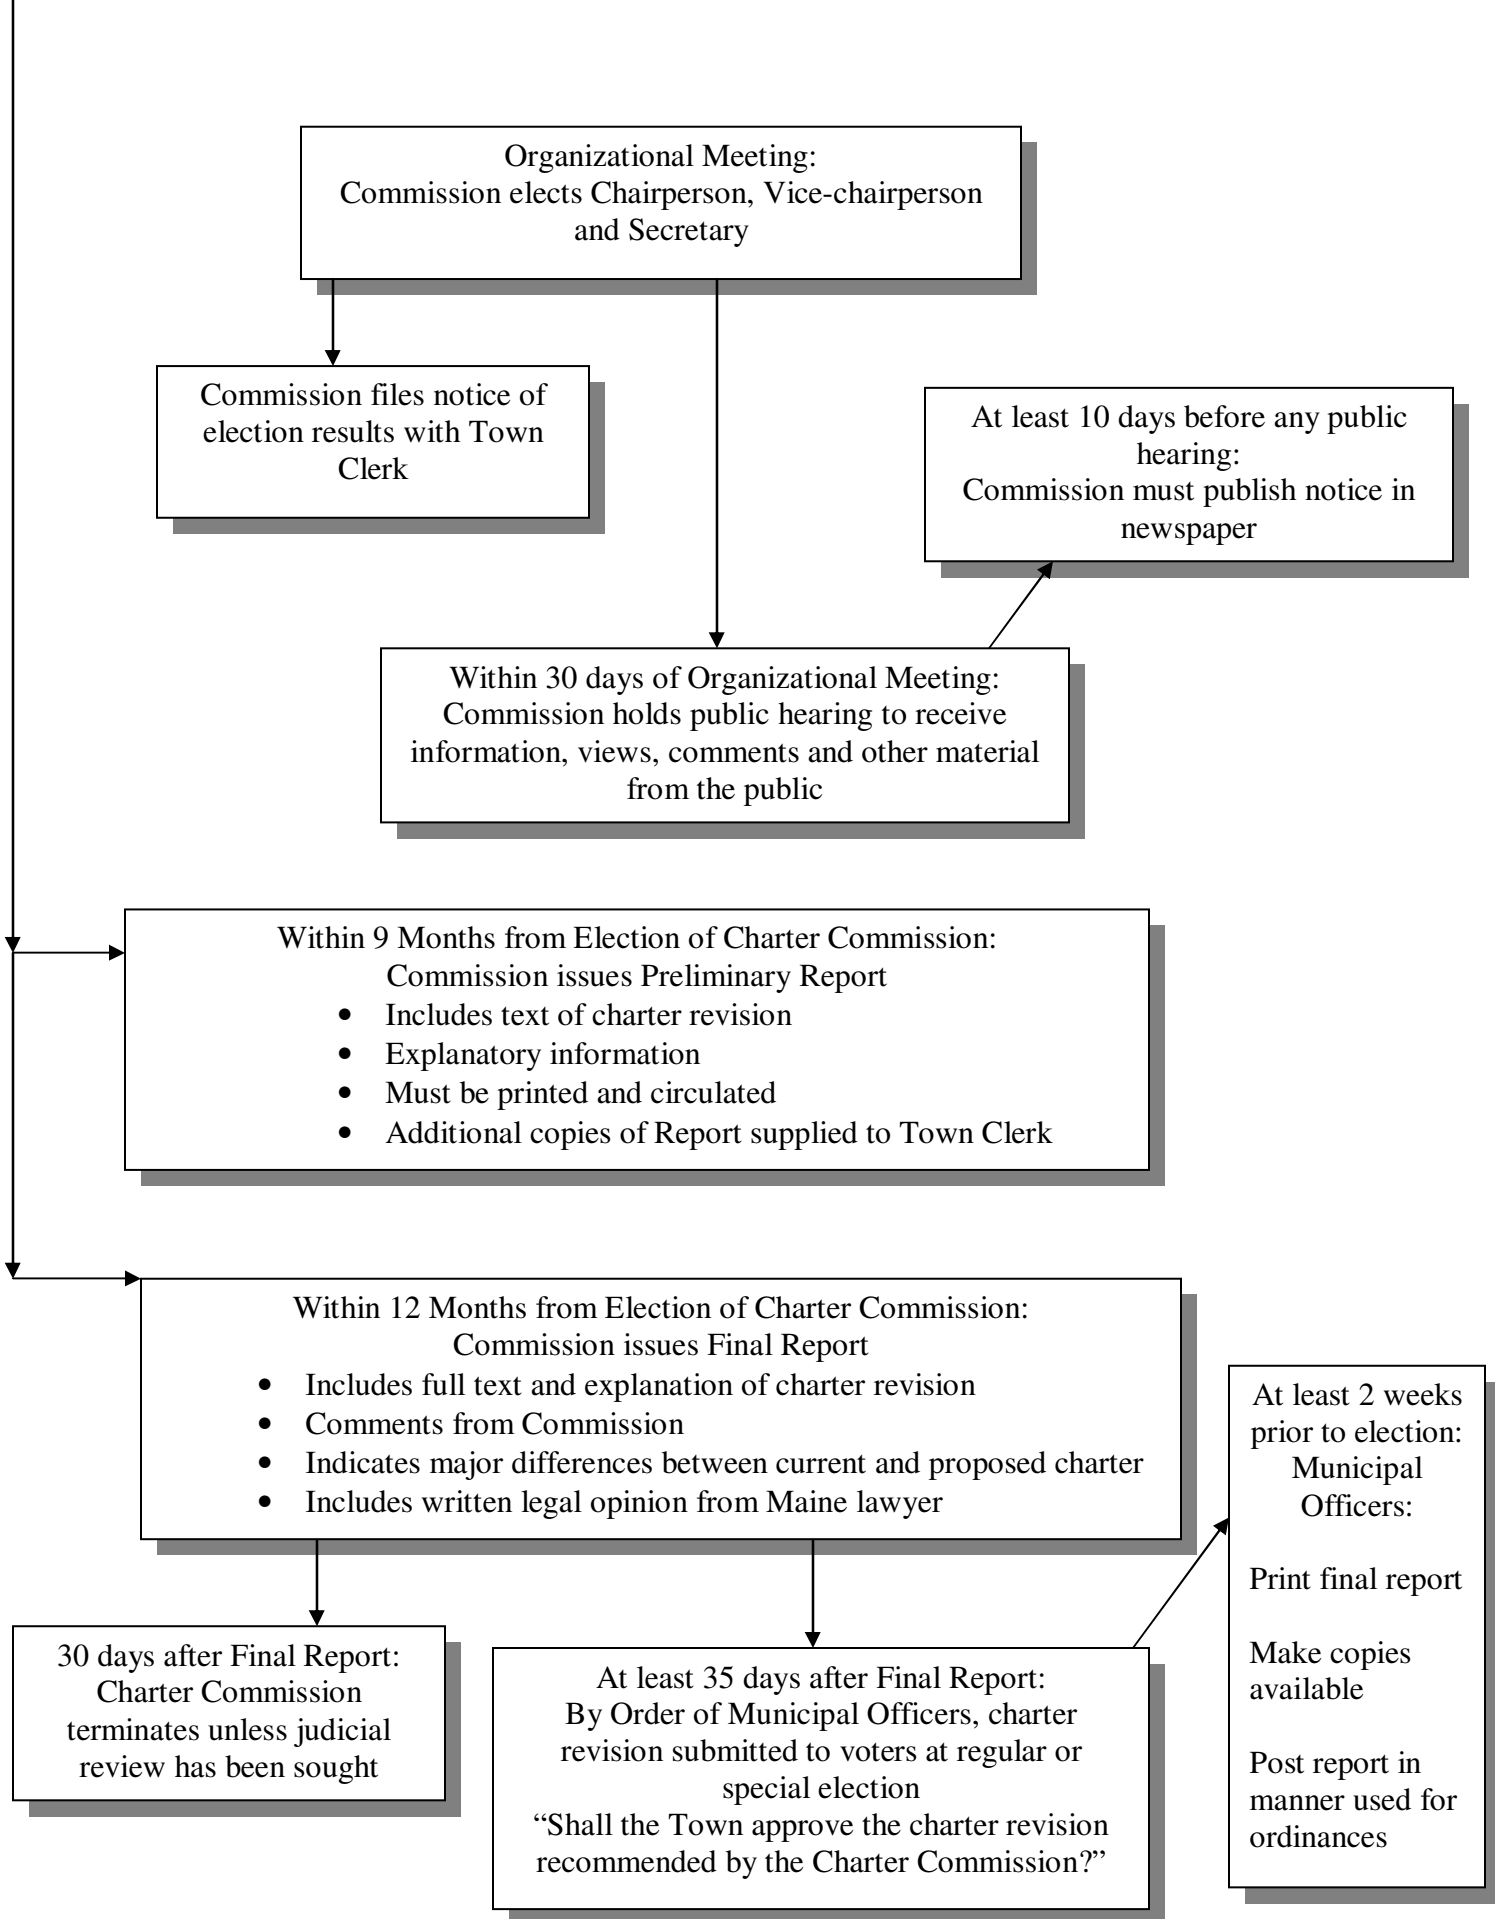 Organizational Meeting:
Commission elects Chairperson, Vice-chairperson
and Secretary
Commission files notice of
election results with Town
Clerk
At least 10 days before any public
hearing:
Commission must publish notice in
newspaper
Within 30 days of Organizational Meeting:
Commission holds public hearing to receive
information, views, comments and other material
from the public
Within 9 Months from Election of Charter Commission:
Commission issues Preliminary Report
• Includes text of charter revision
• Explanatory information
• Must be printed and circulated
• Additional copies of Report supplied to Town Clerk
Within 12 Months from Election of Charter Commission:
Commission issues Final Report
• Includes full text and explanation of charter revision
• Comments from Commission
• Indicates major differences between current and proposed charter
• Includes written legal opinion from Maine lawyer
At least 2 weeks
prior to election:
Municipal
Officers:
Print final report
Make copies
available
Post report in
manner used for
ordinances
30 days after Final Report:
Charter Commission
terminates unless judicial
review has been sought
At least 35 days after Final Report:
By Order of Municipal Officers, charter
revision submitted to voters at regular or
special election
“Shall the Town approve the charter revision
recommended by the Charter Commission?”